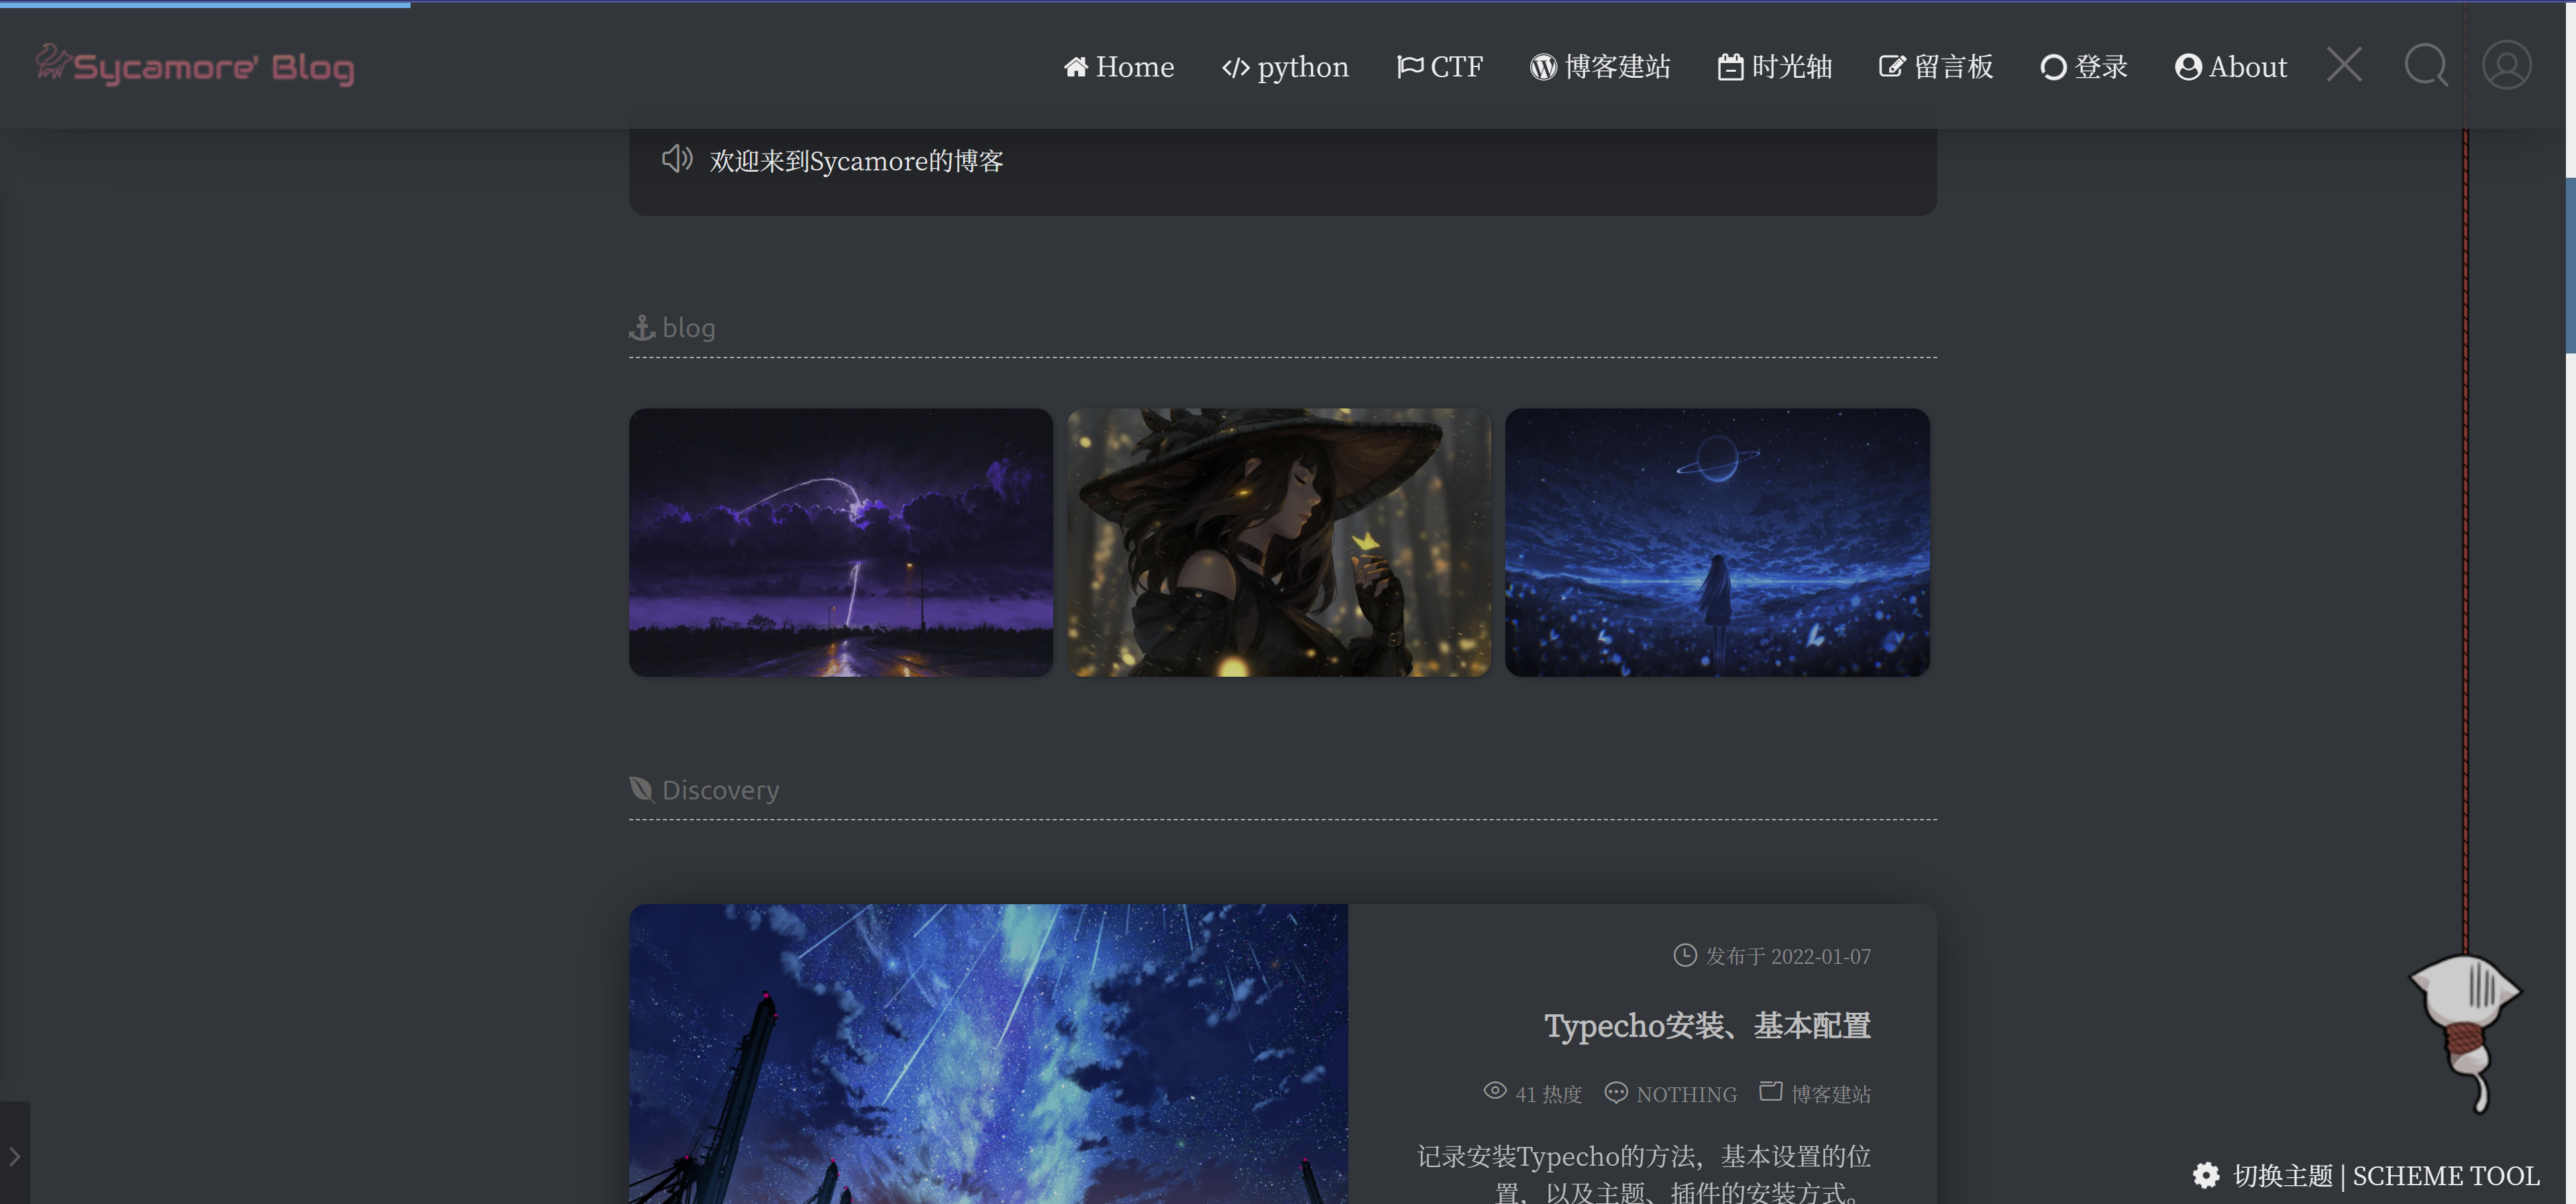 Sycamore' Blog
Home python CTF 博客建站 时光轴 留言板 登录 About
欢迎来到Sycamore的博客
blog
Discovery
发布于 2022-01-07
Typecho安装、基本配置
41 热度 NOTHING 博客建站
记录安装Typecho的方法，基本设置的位
置，以及主题、插件的安装方式。
切换主题 | SCHEME TOOL